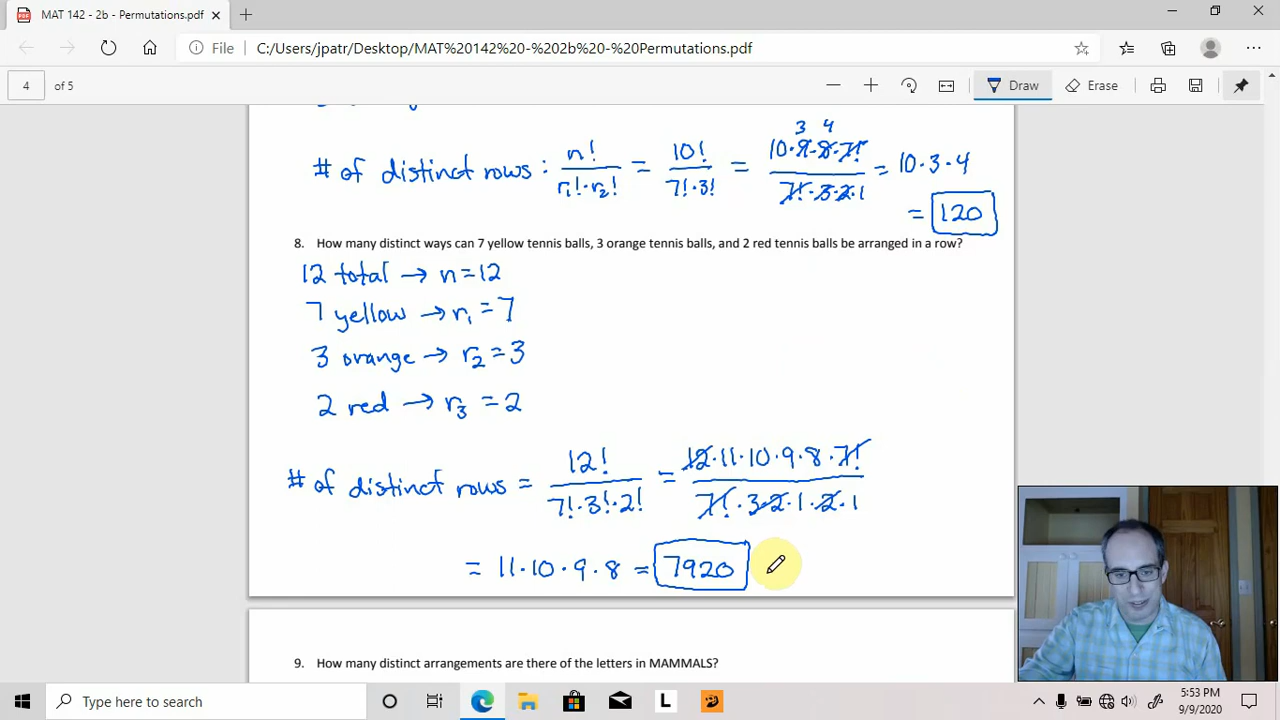 MAT 142 - 2b - Permutations.pdf
File C:/Users/jpatr/Desktop/MAT%20142%20-%202b%20-%20Permutations.pdf
4 of 5 Draw Erase
# of distinct rows : n! / r₁!·r₂! = 10! / 7!·3! = 10·9·8·7! / 7!·3·2·1 = 10·3·4
3 4
= 120
8. How many distinct ways can 7 yellow tennis balls, 3 orange tennis balls, and 2 red tennis balls be arranged in a row?
12 total → n=12
7 yellow → r₁ = 7
3 orange → r₂ = 3
2 red → r₃ = 2
# of distinct rows = 12! / 7!·3!·2! = 12·11·10·9·8·7! / 7!·3·2·1·2·1
= 11·10·9·8 = 7920
9. How many distinct arrangements are there of the letters in MAMMALS?
Type here to search
L
5:53 PM
9/9/2020